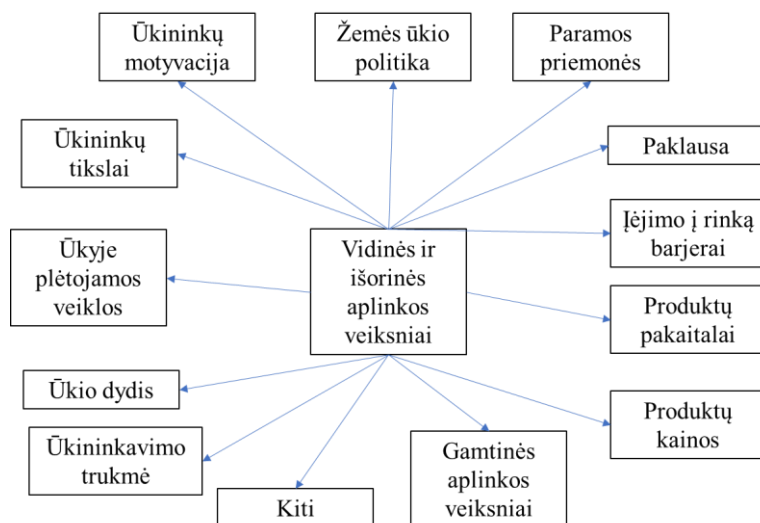 Ūkininkų
motyvacija
Žemės ūkio
politika
Paramos
priemonės
Ūkininkų
tikslai
Paklausa
Ūkyje
plėtojamos
veiklos
Vidinės ir
išorinės
aplinkos
veiksniai
Įėjimo į rinką
barjerai
Produktų
pakaitalai
Ūkio dydis
Produktų
kainos
Ūkininkavimo
trukmė
Gamtinės
aplinkos
veiksniai
Kiti